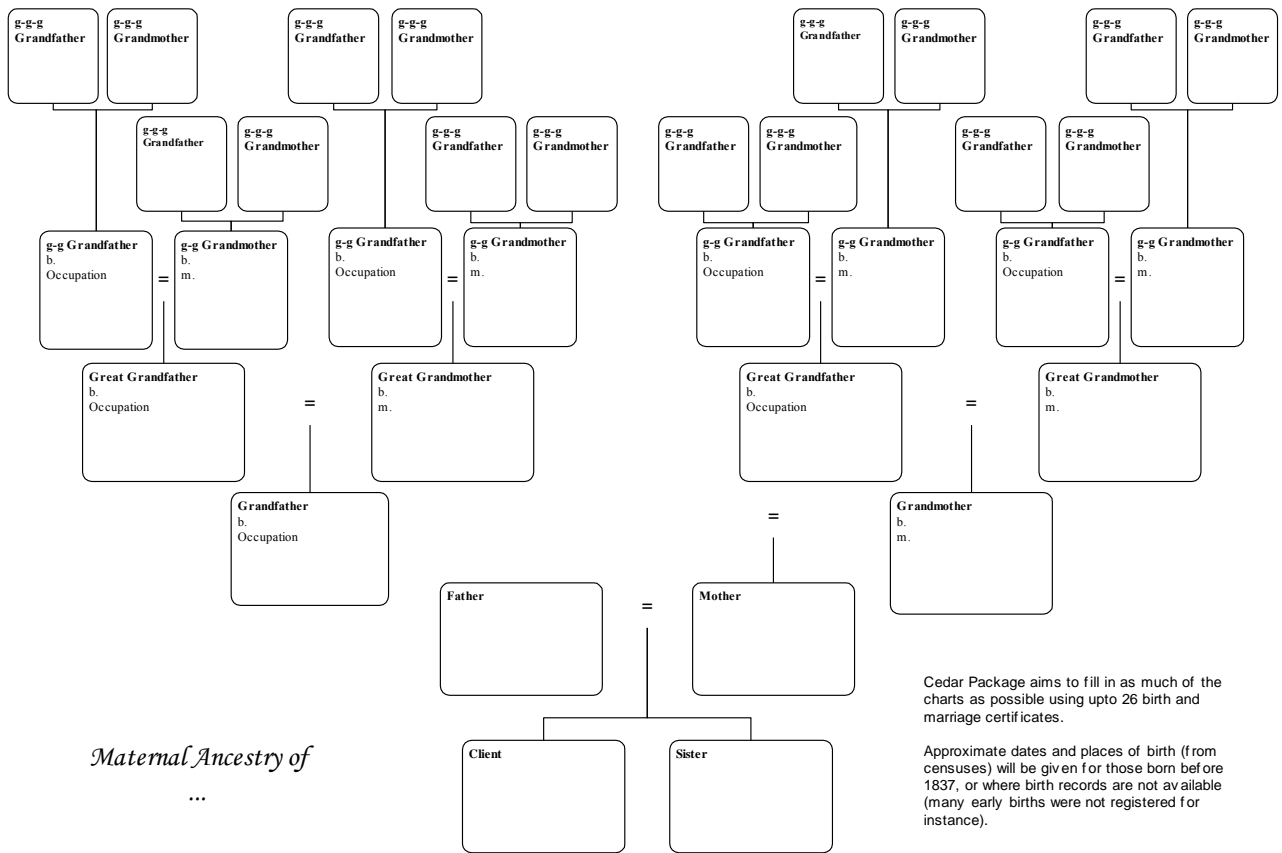 g-g-g
Grandfather
g-g-g
Grandmother
g-g-g
Grandfather
g-g-g
Grandmother
g-g-g
Grandfather
g-g-g
Grandmother
g-g-g
Grandfather
g-g-g
Grandmother
g-g-g
Grandfather
g-g-g
Grandmother
g-g-g
Grandfather
g-g-g
Grandmother
g-g-g
Grandfather
g-g-g
Grandmother
g-g-g
Grandfather
g-g-g
Grandmother
g-g Grandfather
b.
Occupation
=
g-g Grandmother
b.
m.
g-g Grandfather
b.
Occupation
=
g-g Grandmother
b.
m.
g-g Grandfather
b.
Occupation
=
g-g Grandmother
b.
m.
g-g Grandfather
b.
Occupation
=
g-g Grandmother
b.
m.
Great Grandfather
b.
Occupation
=
Great Grandmother
b.
m.
Great Grandfather
b.
Occupation
=
Great Grandmother
b.
m.
Grandfather
b.
Occupation
=
Grandmother
b.
m.
Father
=
Mother
Client
Sister
Maternal Ancestry of
...
Cedar Package aims to fill in as much of the
charts as possible using upto 26 birth and
marriage certificates.
Approximate dates and places of birth (from
censuses) will be given for those born before
1837, or where birth records are not available
(many early births were not registered for
instance).